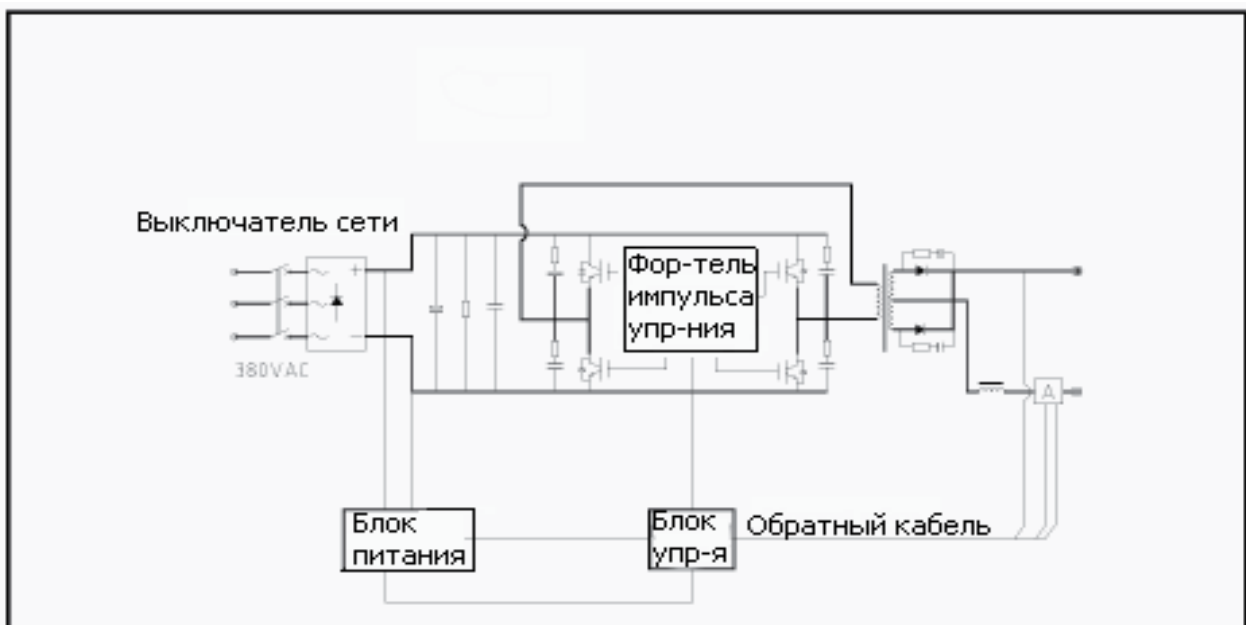 Выключатель сети
Фор-тель
импульса
упр-ния
380VAC
A
Блок
питания
Блок
упр-я
Обратный кабель